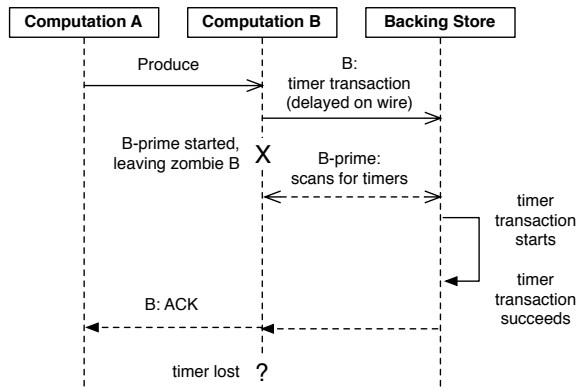 Computation A
Computation B
Backing Store
Produce
B:
timer transaction
(delayed on wire)
B-prime started,
leaving zombie B
X
B-prime:
scans for timers
timer
transaction
starts
timer
transaction
succeeds
B: ACK
timer lost
?